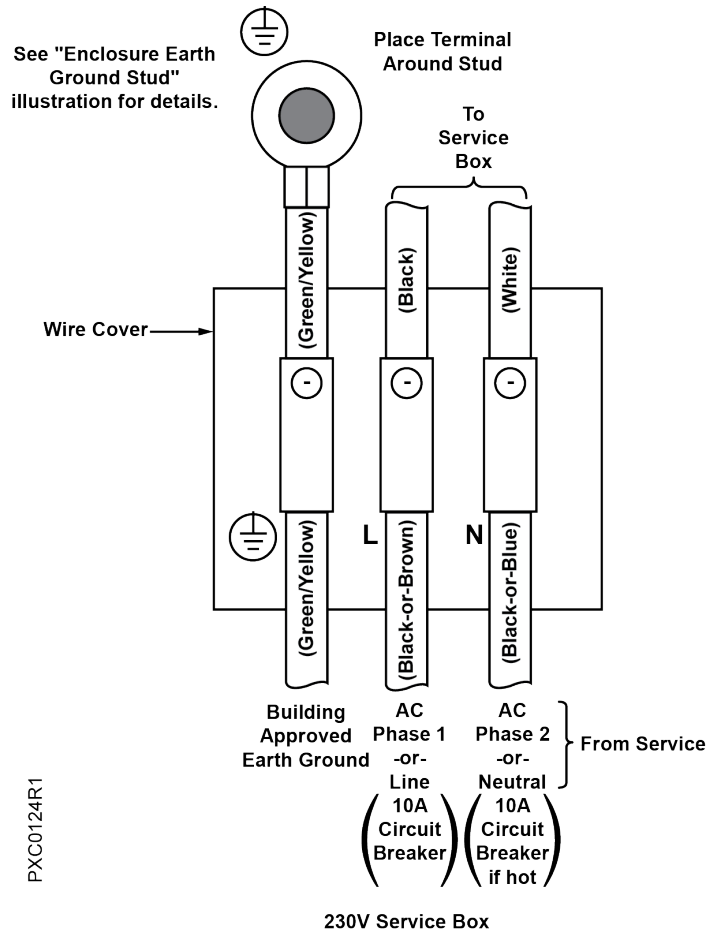 See "Enclosure Earth
Ground Stud"
illustration for details.
Place Terminal
Around Stud
To
Service
Box
(Green/Yellow)
(Black)
(White)
Wire Cover
-
-
-
L
N
(Green/Yellow)
(Black-or-Brown)
(Black-or-Blue)
Building
Approved
Earth Ground
AC
Phase 1
-or-
Line
(10A
Circuit
Breaker)
AC
Phase 2
-or-
Neutral
(10A
Circuit
Breaker
if hot)
From Service
PXC0124R1
230V Service Box